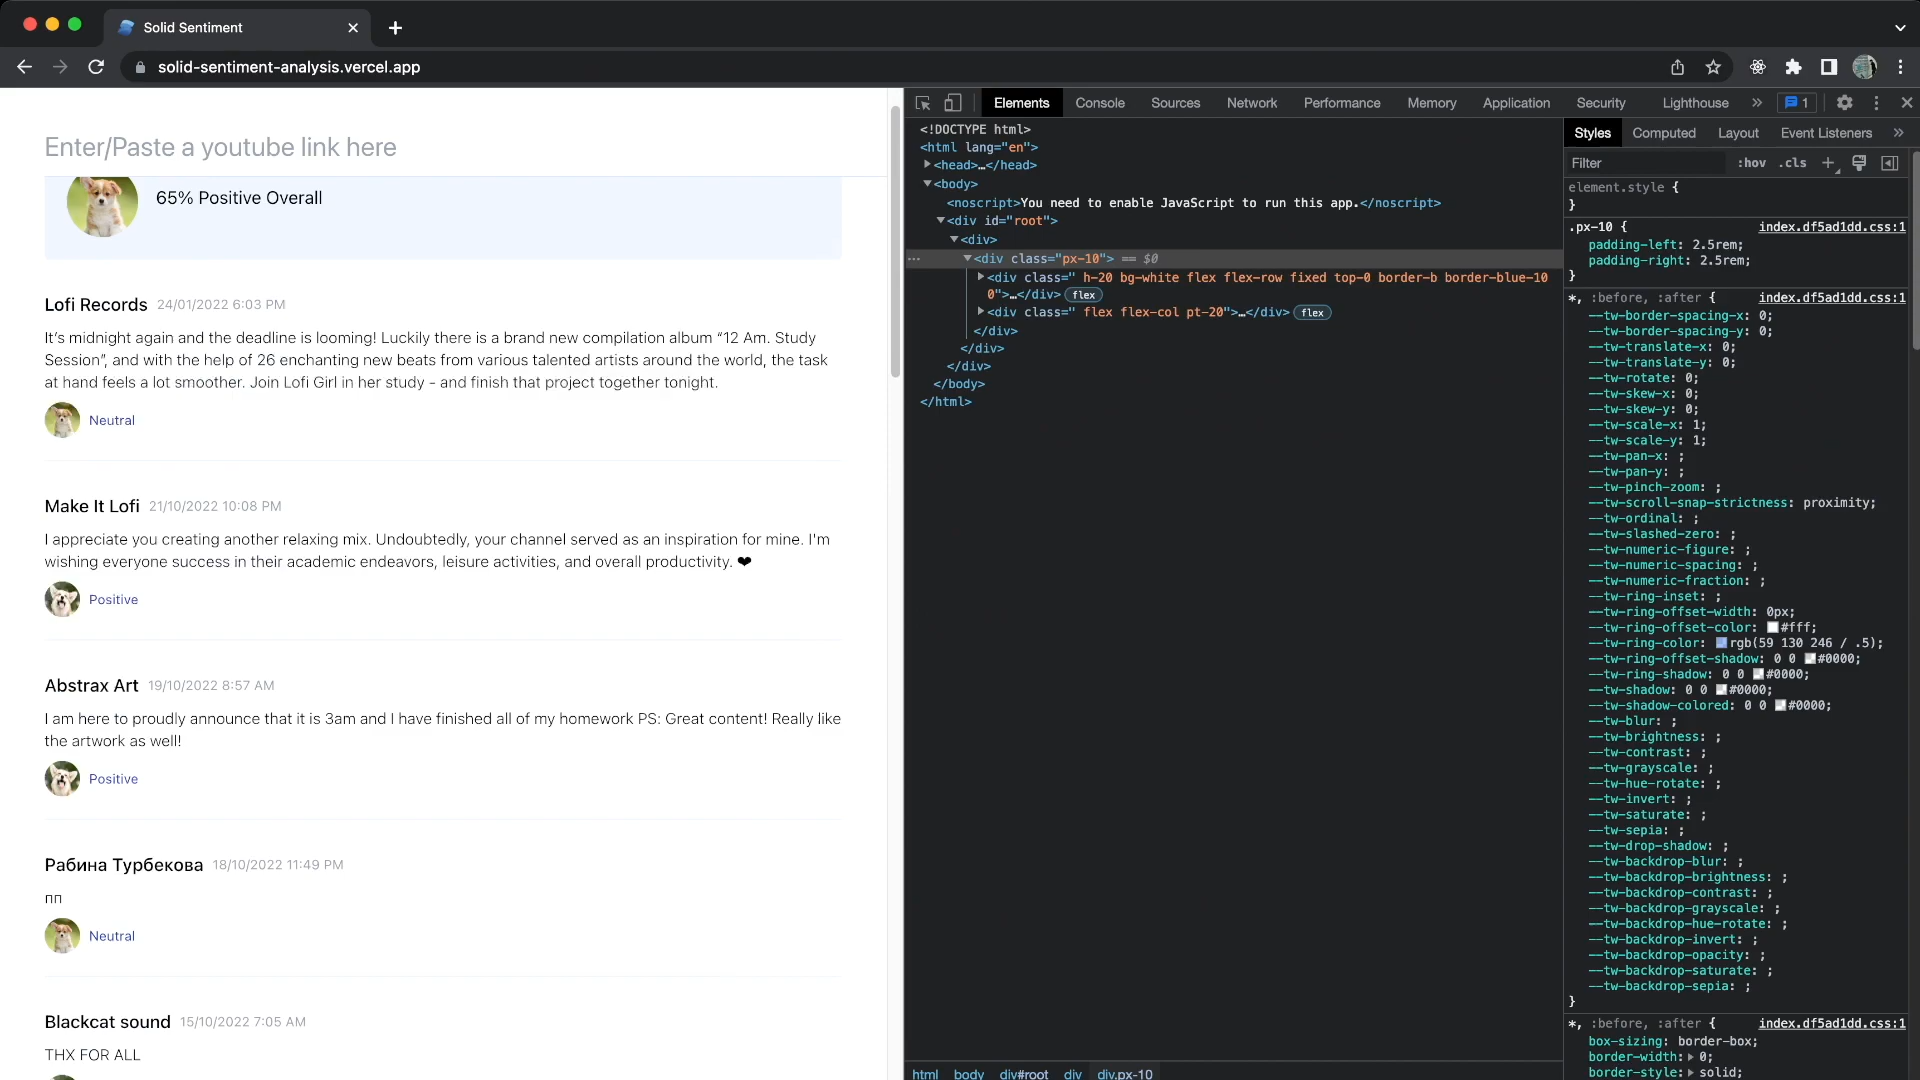 Solid Sentiment
solid-sentiment-analysis.vercel.app
Enter/Paste a youtube link here
65% Positive Overall
Lofi Records 24/01/2022 6:03 PM
It’s midnight again and the deadline is looming! Luckily there is a brand new compilation album “12 Am. Study
Session”, and with the help of 26 enchanting new beats from various talented artists around the world, the task
at hand feels a lot smoother. Join Lofi Girl in her study - and finish that project together tonight.
Neutral
Make It Lofi 21/10/2022 10:08 PM
I appreciate you creating another relaxing mix. Undoubtedly, your channel served as an inspiration for mine. I'm
wishing everyone success in their academic endeavors, leisure activities, and overall productivity. ❤
Positive
Abstrax Art 19/10/2022 8:57 AM
I am here to proudly announce that it is 3am and I have finished all of my homework PS: Great content! Really like
the artwork as well!
Positive
Рабина Турбекова 18/10/2022 11:49 PM
пп
Neutral
Blackcat sound 15/10/2022 7:05 AM
THX FOR ALL
Elements Console Sources Network Performance Memory Application Security Lighthouse » 1
<!DOCTYPE html>
<html lang="en">
<head>…</head>
<body>
<noscript>You need to enable JavaScript to run this app.</noscript>
<div id="root">
<div>
<div class="px-10"> == $0
<div class=" h-20 bg-white flex flex-row fixed top-0 border-b border-blue-10
0">…</div> flex
<div class=" flex flex-col pt-20">…</div> flex
</div>
</div>
</div>
</body>
</html>
html body div#root div div.px-10
Styles Computed Layout Event Listeners »
Filter :hov .cls +
element.style {
}
.px-10 { index.df5ad1dd.css:1
padding-left: 2.5rem;
padding-right: 2.5rem;
}
*, :before, :after { index.df5ad1dd.css:1
--tw-border-spacing-x: 0;
--tw-border-spacing-y: 0;
--tw-translate-x: 0;
--tw-translate-y: 0;
--tw-rotate: 0;
--tw-skew-x: 0;
--tw-skew-y: 0;
--tw-scale-x: 1;
--tw-scale-y: 1;
--tw-pan-x: ;
--tw-pan-y: ;
--tw-pinch-zoom: ;
--tw-scroll-snap-strictness: proximity;
--tw-ordinal: ;
--tw-slashed-zero: ;
--tw-numeric-figure: ;
--tw-numeric-spacing: ;
--tw-numeric-fraction: ;
--tw-ring-inset: ;
--tw-ring-offset-width: 0px;
--tw-ring-offset-color: #fff;
--tw-ring-color: rgb(59 130 246 / .5);
--tw-ring-offset-shadow: 0 0 #0000;
--tw-ring-shadow: 0 0 #0000;
--tw-shadow: 0 0 #0000;
--tw-shadow-colored: 0 0 #0000;
--tw-blur: ;
--tw-brightness: ;
--tw-contrast: ;
--tw-grayscale: ;
--tw-hue-rotate: ;
--tw-invert: ;
--tw-saturate: ;
--tw-sepia: ;
--tw-drop-shadow: ;
--tw-backdrop-blur: ;
--tw-backdrop-brightness: ;
--tw-backdrop-contrast: ;
--tw-backdrop-grayscale: ;
--tw-backdrop-hue-rotate: ;
--tw-backdrop-invert: ;
--tw-backdrop-opacity: ;
--tw-backdrop-saturate: ;
--tw-backdrop-sepia: ;
}
*, :before, :after { index.df5ad1dd.css:1
box-sizing: border-box;
border-width: 0;
border-style: solid;